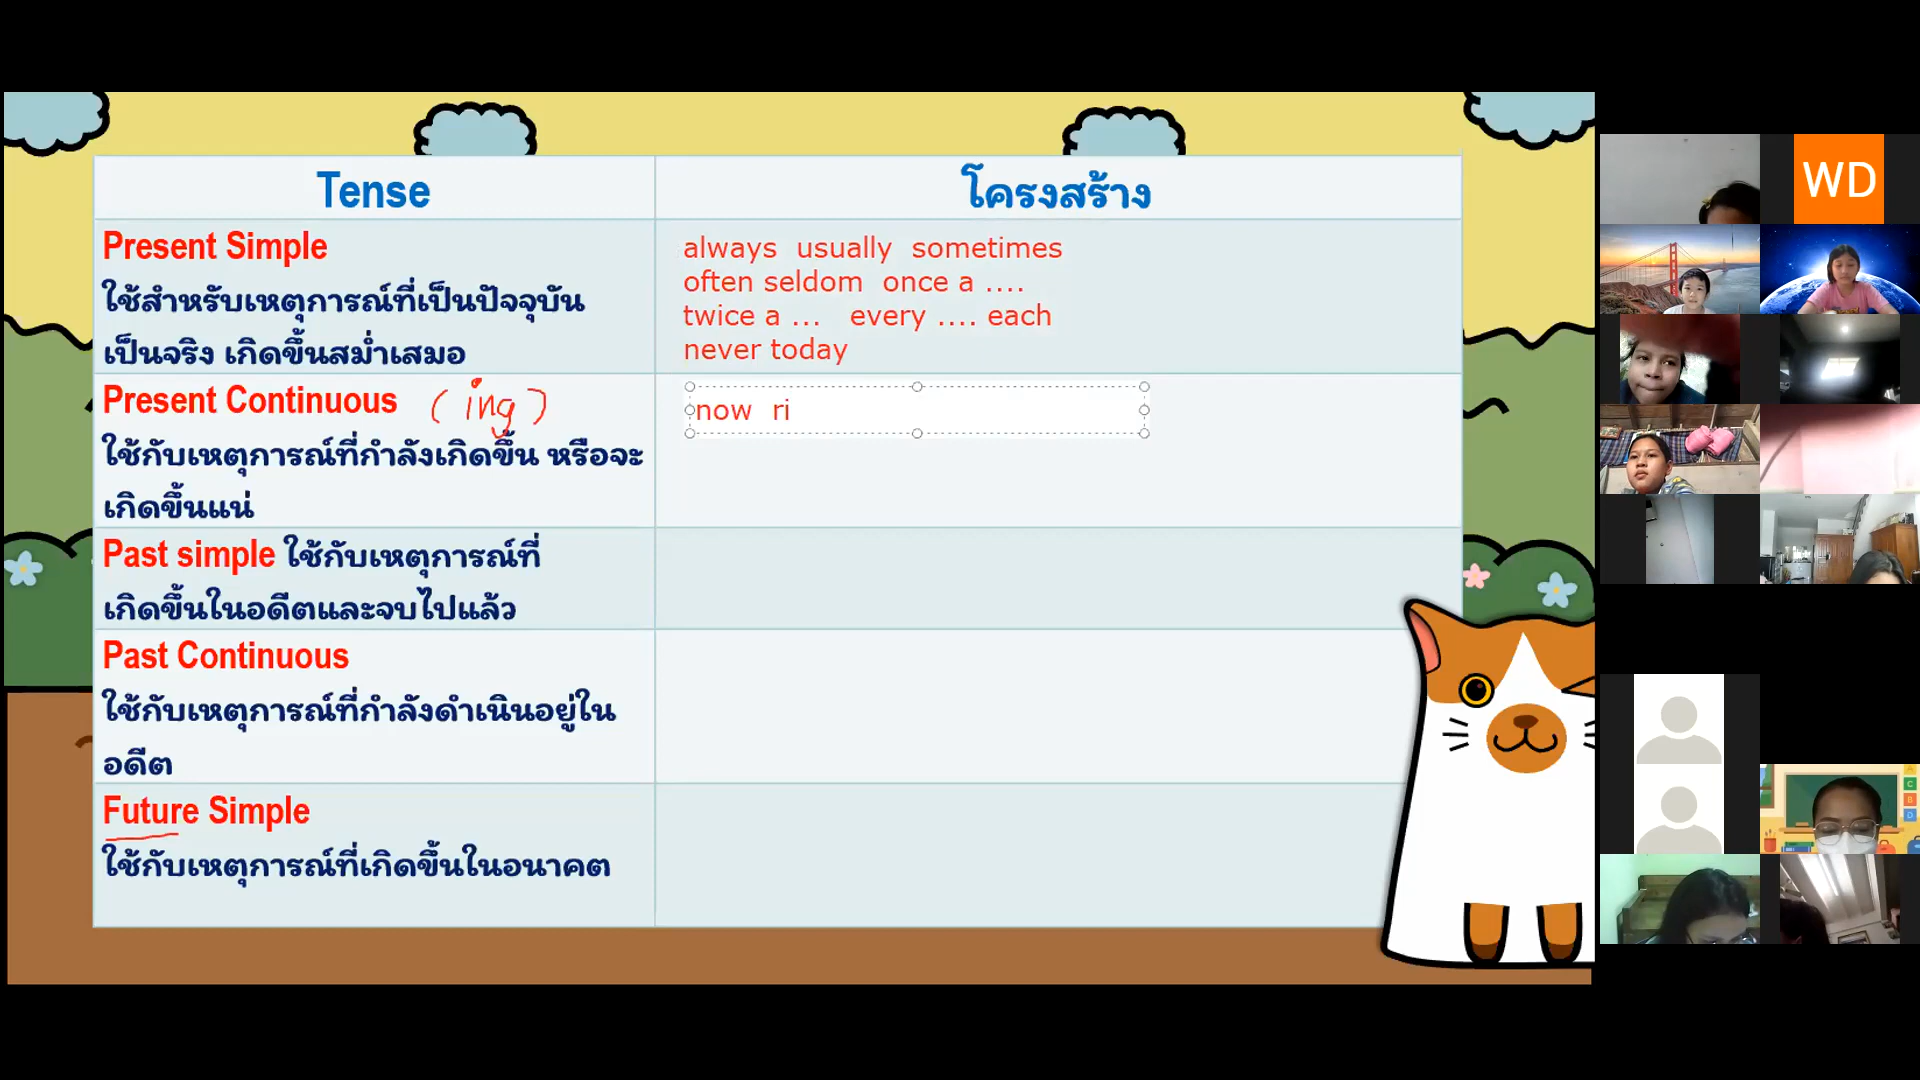 Tense
โครงสร้าง
Present Simple
ใช้สำหรับเหตุการณ์ที่เป็นปัจจุบัน
เป็นจริง เกิดขึ้นสม่ำเสมอ
always usually sometimes
often seldom once a ....
twice a ... every .... each
never today
Present Continuous (ing)
ใช้กับเหตุการณ์ที่กำลังเกิดขึ้น หรือจะ
เกิดขึ้นแน่
now ri
Past simple ใช้กับเหตุการณ์ที่
เกิดขึ้นในอดีตและจบไปแล้ว
Past Continuous
ใช้กับเหตุการณ์ที่กำลังดำเนินอยู่ใน
อดีต
Future Simple
ใช้กับเหตุการณ์ที่เกิดขึ้นในอนาคต
WD
A
C
B
D